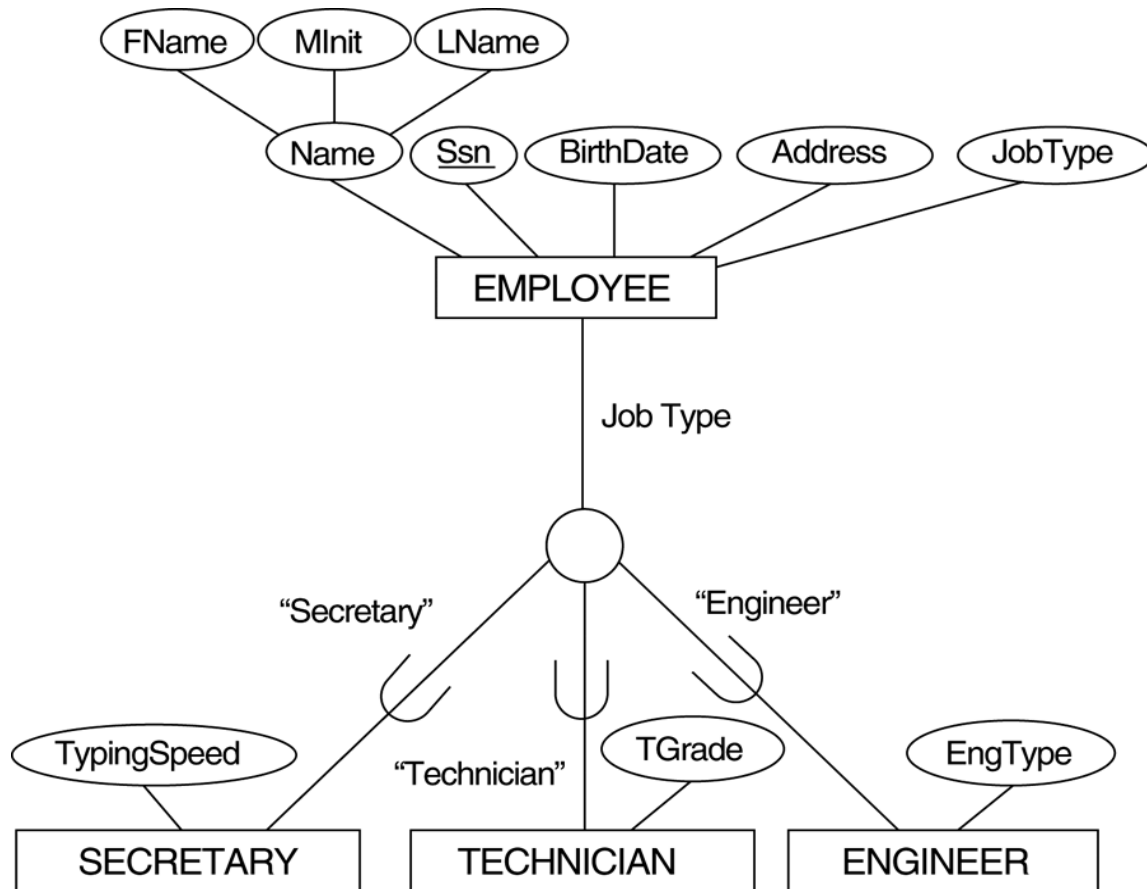 FName MInit LName
Name Ssn BirthDate Address JobType
EMPLOYEE
Job Type
“Secretary” “Engineer”
TypingSpeed “Technician” TGrade EngType
SECRETARY TECHNICIAN ENGINEER